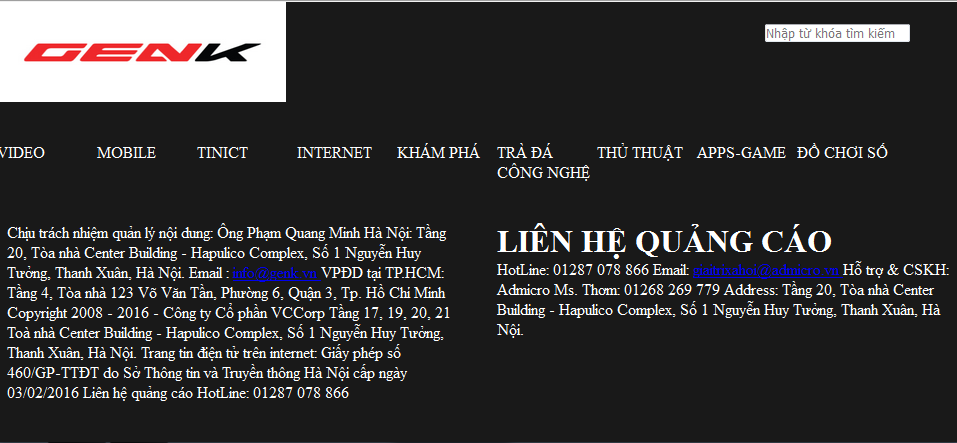 GENK
Nhập từ khóa tìm kiếm
VIDEO MOBILE TINICT INTERNET KHÁM PHÁ TRÀ ĐÁ CÔNG NGHỆ THỦ THUẬT APPS-GAME ĐỒ CHƠI SỐ
Chịu trách nhiệm quản lý nội dung: Ông Phạm Quang Minh Hà Nội: Tầng
20, Tòa nhà Center Building - Hapulico Complex, Số 1 Nguyễn Huy
Tưởng, Thanh Xuân, Hà Nội. Email : info@genk.vn VPĐD tại TP.HCM:
Tầng 4, Tòa nhà 123 Võ Văn Tần, Phường 6, Quận 3, Tp. Hồ Chí Minh
Copyright 2008 - 2016 - Công ty Cổ phần VCCorp Tầng 17, 19, 20, 21
Toà nhà Center Building - Hapulico Complex, Số 1 Nguyễn Huy Tưởng,
Thanh Xuân, Hà Nội. Trang tin điện tử trên internet: Giấy phép số
460/GP-TTĐT do Sở Thông tin và Truyền thông Hà Nội cấp ngày
03/02/2016 Liên hệ quảng cáo HotLine: 01287 078 866
LIÊN HỆ QUẢNG CÁO
HotLine: 01287 078 866 Email: Hỗ trợ & CSKH:
Admicro Ms. Thơm: 01268 269 779 Address: Tầng 20, Tòa nhà Center
Building - Hapulico Complex, Số 1 Nguyễn Huy Tưởng, Thanh Xuân, Hà
Nội.